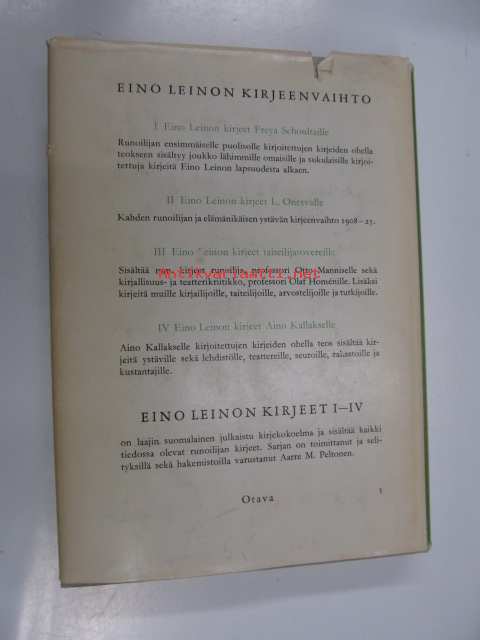 EINO LEINON KIRJEENVAIHTO
I Eino Leinon kirjeet Freya Schoultzille
Runoilijan ensimmäiselle puolisolle kirjoitettujen kirjeiden ohella
teokseen sisältyy joukko lähimmille omaisille ja sukulaisille kirjoi-
tettuja kirjeitä Eino Leinon lapsuudesta alkaen.
II Eino Leinon kirjeet L. Onervalle
Kahden runoilijan ja elämänikäisen ystävän kirjeenvaihto 1908–25.
III Eino Leinon kirjeet taiteilijatovereille
Sisältää mm. kirjeet runoilija, professori Otto Manniselle sekä
kirjallisuus- ja teatterikriitikko, professori Olaf Homénille. Lisäksi
kirjeitä muille kirjailijoille, taiteilijoille, arvostelijoille ja tutkijoille.
Antikvariaatti.net
IV Eino Leinon kirjeet Aino Kallakselle
Aino Kallakselle kirjoitettujen kirjeiden ohella teos sisältää kir-
jeitä ystäville sekä lehdistölle, teattereille, seuroille, rahastoille ja
kustantajille.
EINO LEINON KIRJEET I—IV
on laajin suomalainen julkaistu kirjekokoelma ja sisältää kaikki
tiedossa olevat runoilijan kirjeet. Sarjan on toimittanut ja seli-
tyksillä sekä hakemistoilla varustanut Aarre M. Peltonen.
Otava